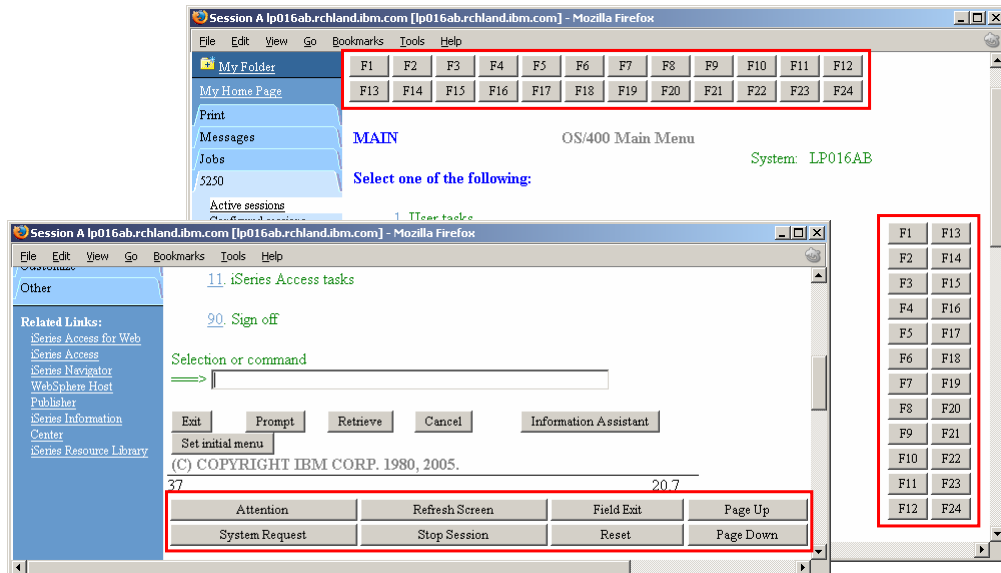 Session A lp016ab.rchland.ibm.com [lp016ab.rchland.ibm.com] - Mozilla Firefox
File Edit View Go Bookmarks Tools Help
My Folder
My Home Page
Print
Messages
Jobs
5250
Active sessions
Configured sessions
F1 F2 F3 F4 F5 F6 F7 F8 F9 F10 F11 F12
F13 F14 F15 F16 F17 F18 F19 F20 F21 F22 F23 F24
MAIN OS/400 Main Menu
System: LP016AB
Select one of the following:
1. User tasks
F1 F13
F2 F14
F3 F15
F4 F16
F5 F17
F6 F18
F7 F19
F8 F20
F9 F21
F10 F22
F11 F23
F12 F24
Session A lp016ab.rchland.ibm.com [lp016ab.rchland.ibm.com] - Mozilla Firefox
File Edit View Go Bookmarks Tools Help
Customize
Other
Related Links:
iSeries Access for Web
iSeries Access
iSeries Navigator
WebSphere Host
Publisher
iSeries Information
Center
iSeries Resource Library
11. iSeries Access tasks
90. Sign off
Selection or command
===>
Exit Prompt Retrieve Cancel Information Assistant
Set initial menu
(C) COPYRIGHT IBM CORP. 1980, 2005.
37 20,7
Attention Refresh Screen Field Exit Page Up
System Request Stop Session Reset Page Down